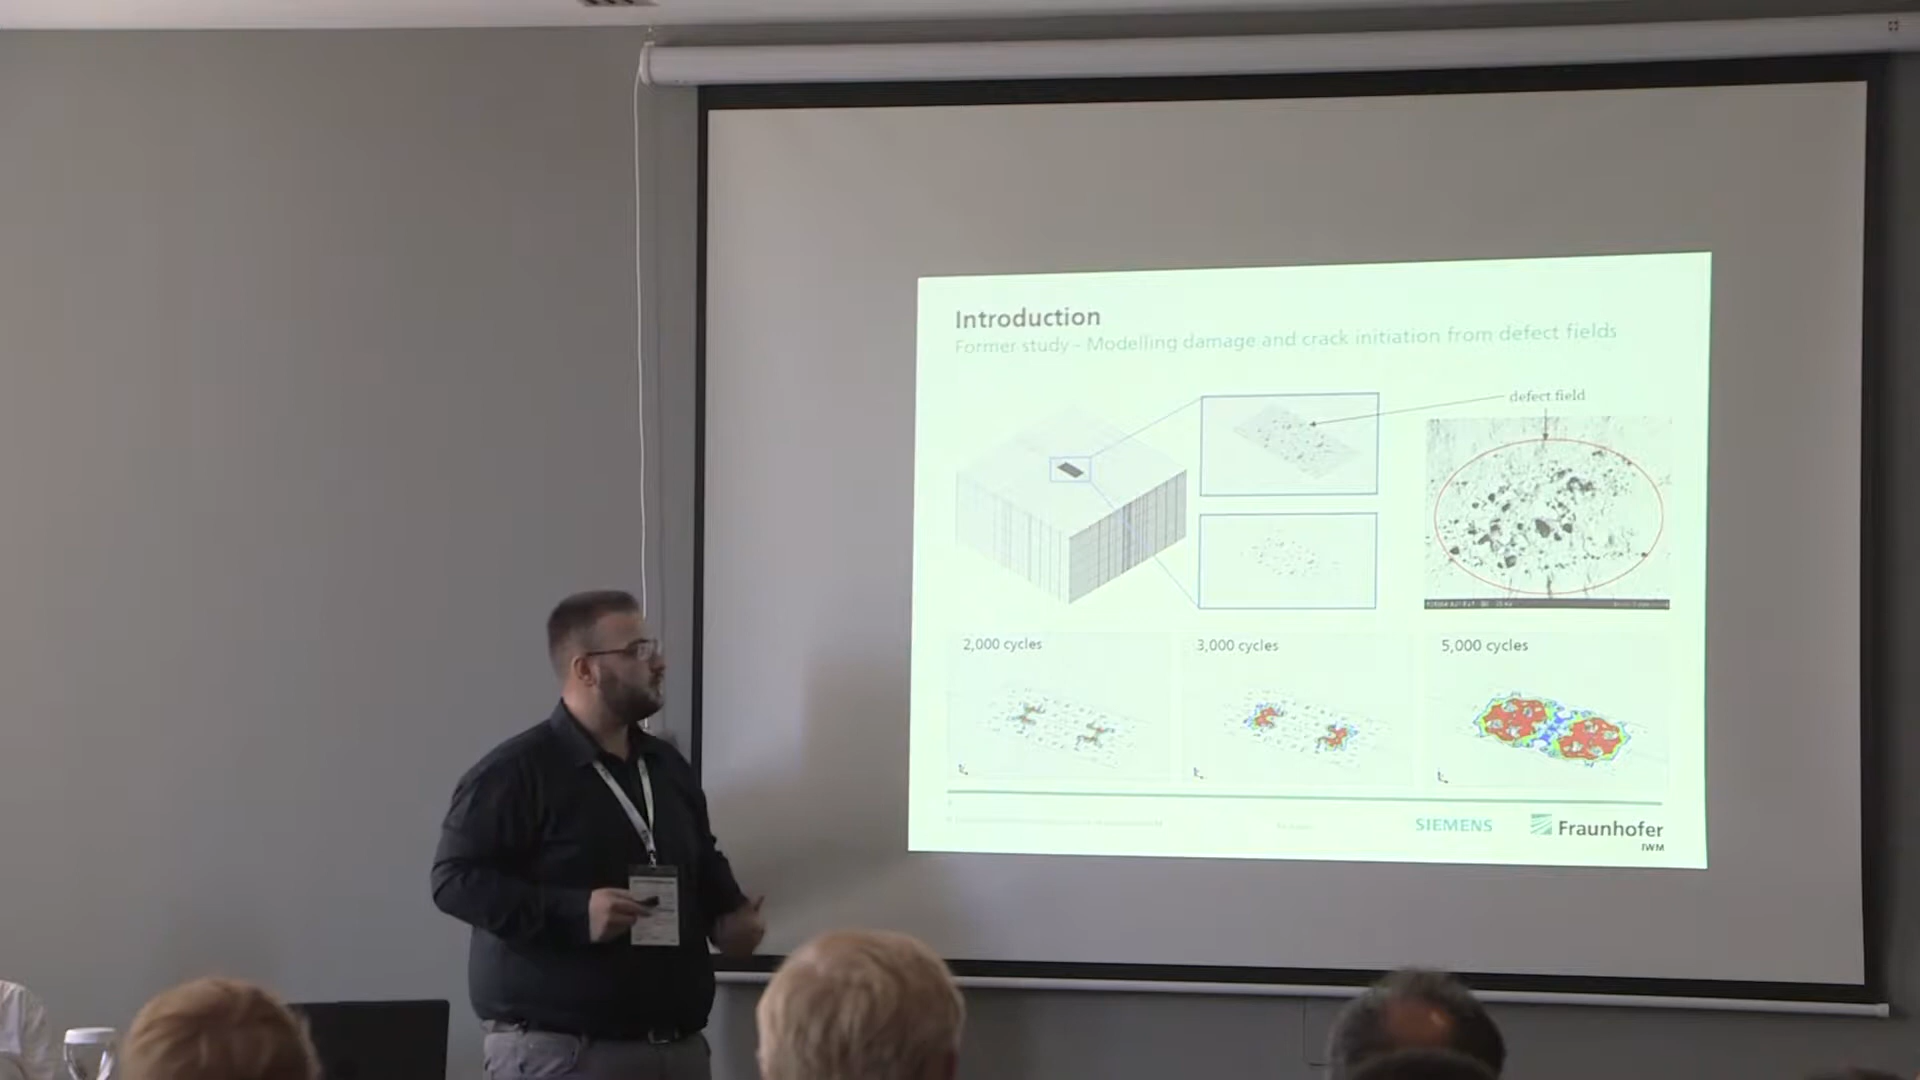 Introduction
Former study - Modelling damage and crack initiation from defect fields
defect field
2,000 cycles
3,000 cycles
5,000 cycles
SIEMENS
Fraunhofer
IWM